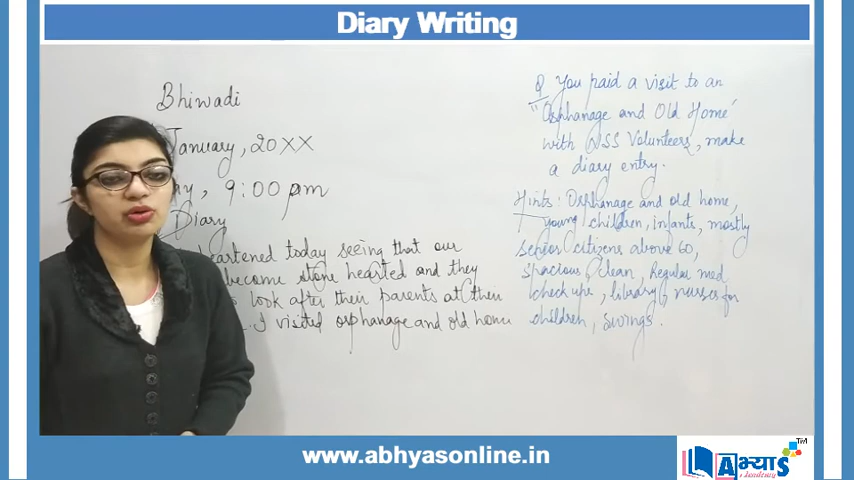 Diary Writing
Bhiwadi
January, 20XX
9:00 pm
Diary
heartened today seeing that our
become stone hearted and they
look after their parents at their
I visited orphanage and old home
Q You paid a visit to an
"Orphanage and Old Home"
with NSS Volunteers, make
a diary entry.
Hints: Orphanage and old home,
young children, infants, mostly
senior citizens above 60,
spacious clean, Regular med
check ups, library, nurses for
children, swings.
www.abhyasonline.in
अभ्यास
Academy
TM